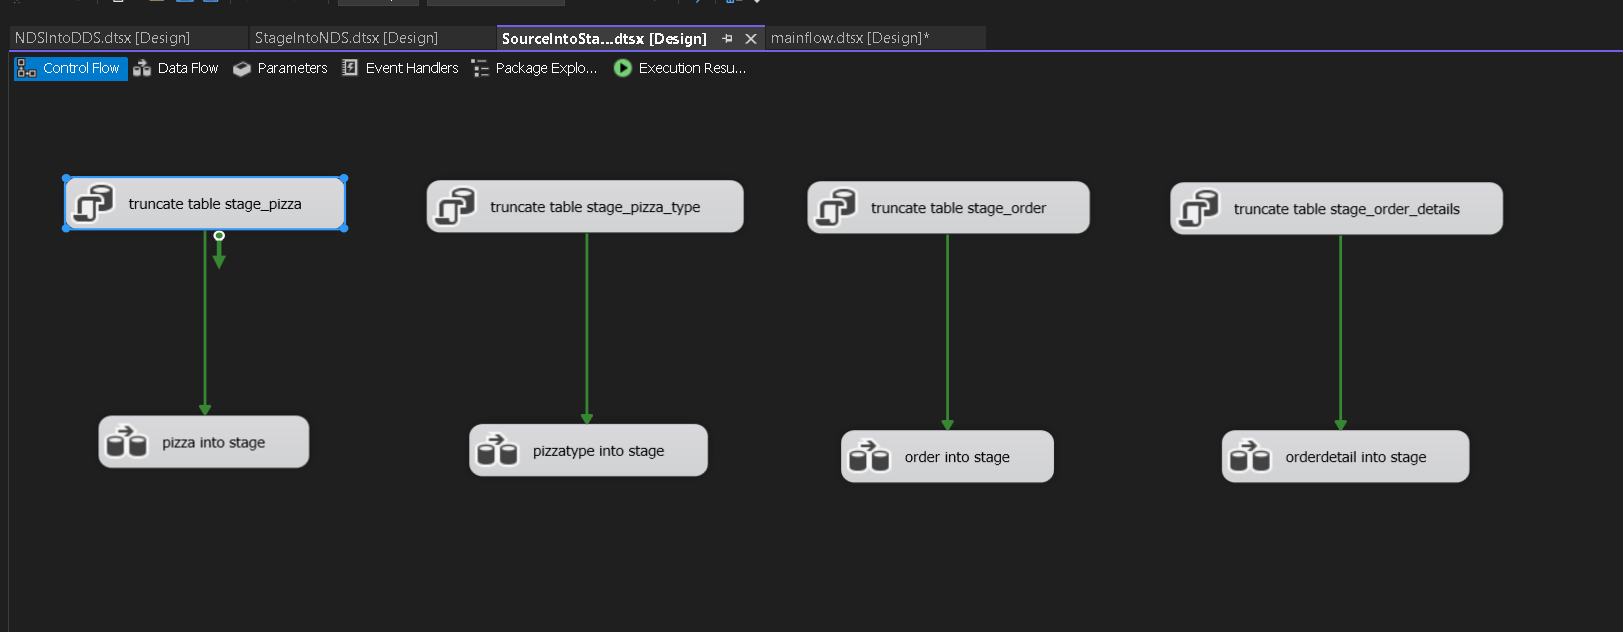 NDSIntoDDS.dtsx [Design] StageIntoNDS.dtsx [Design] SourceIntoSta...dtsx [Design] mainflow.dtsx [Design]*
Control Flow Data Flow Parameters Event Handlers Package Explo... Execution Resu...
truncate table stage_pizza truncate table stage_pizza_type truncate table stage_order truncate table stage_order_details
pizza into stage pizzatype into stage order into stage orderdetail into stage